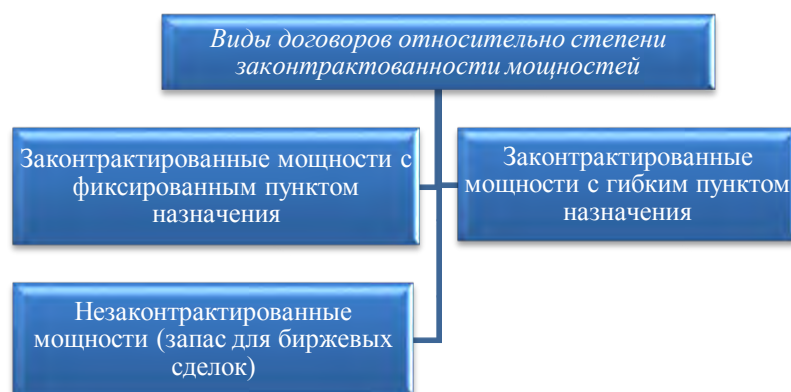 Виды договоров относительно степени
законтрактованности мощностей
Законтрактированные мощности с
фиксированным пунктом
назначения
Законтрактированные
мощности с гибким пунктом
назначения
Незаконтрактированные
мощности (запас для биржевых
сделок)